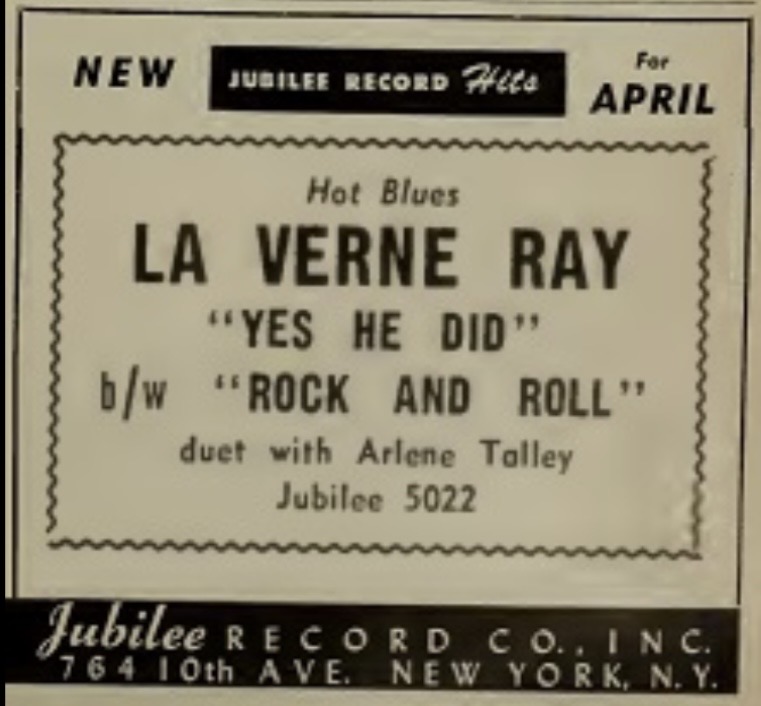 NEW JUBILEE RECORD Hits For APRIL
Hot Blues
LA VERNE RAY
"YES HE DID"
b/w "ROCK AND ROLL"
duet with Arlene Talley
Jubilee 5022
Jubilee RECORD CO., INC.
764 10th AVE. NEW YORK, N.Y.